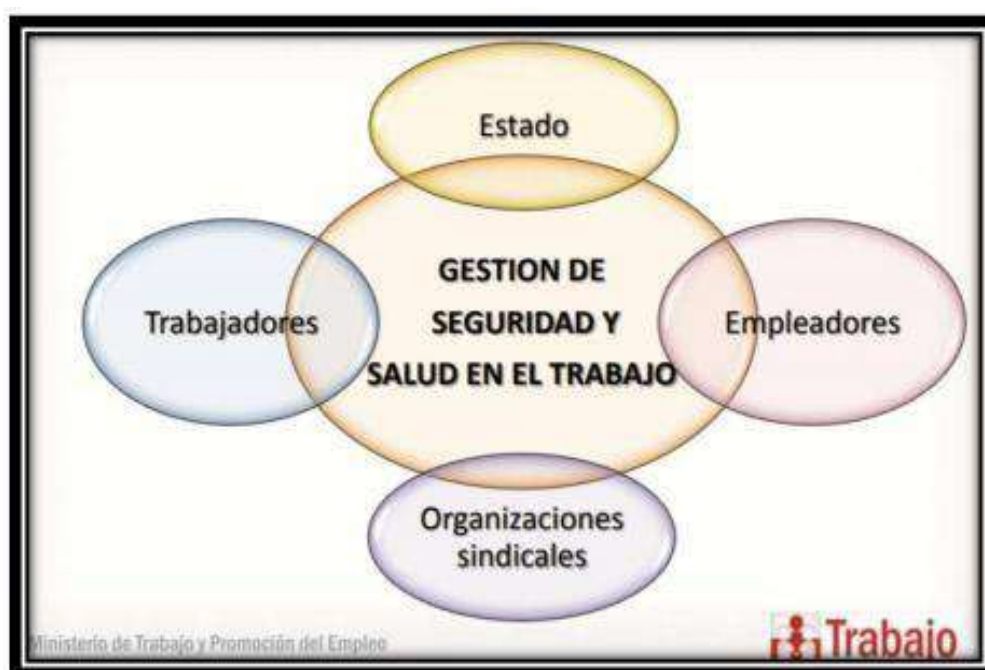 Estado
GESTION DE
SEGURIDAD Y
SALUD EN EL TRABAJO
Trabajadores
Empleadores
Organizaciones
sindicales
Ministerio de Trabajo y Promoción del Empleo
Trabajo